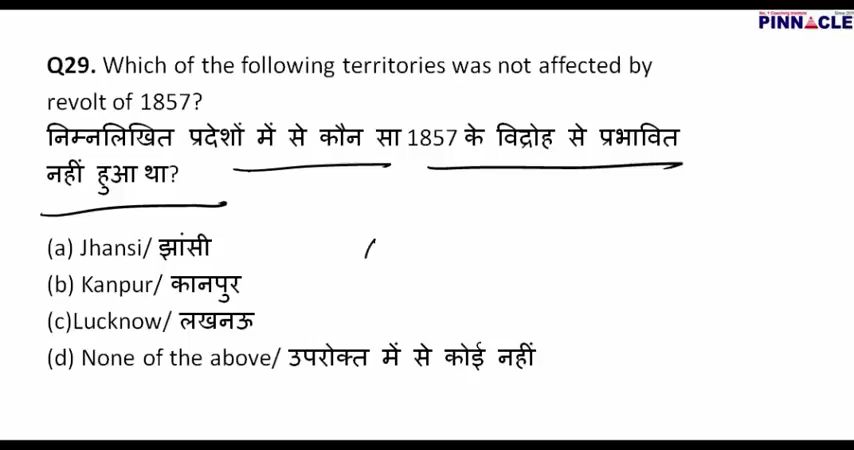 PINNACLE
Q29. Which of the following territories was not affected by
revolt of 1857?
निम्नलिखित प्रदेशों में से कौन सा 1857 के विद्रोह से प्रभावित
नहीं हुआ था?
(a) Jhansi/ झांसी
(b) Kanpur/ कानपुर
(c)Lucknow/ लखनऊ
(d) None of the above/ उपरोक्त में से कोई नहीं